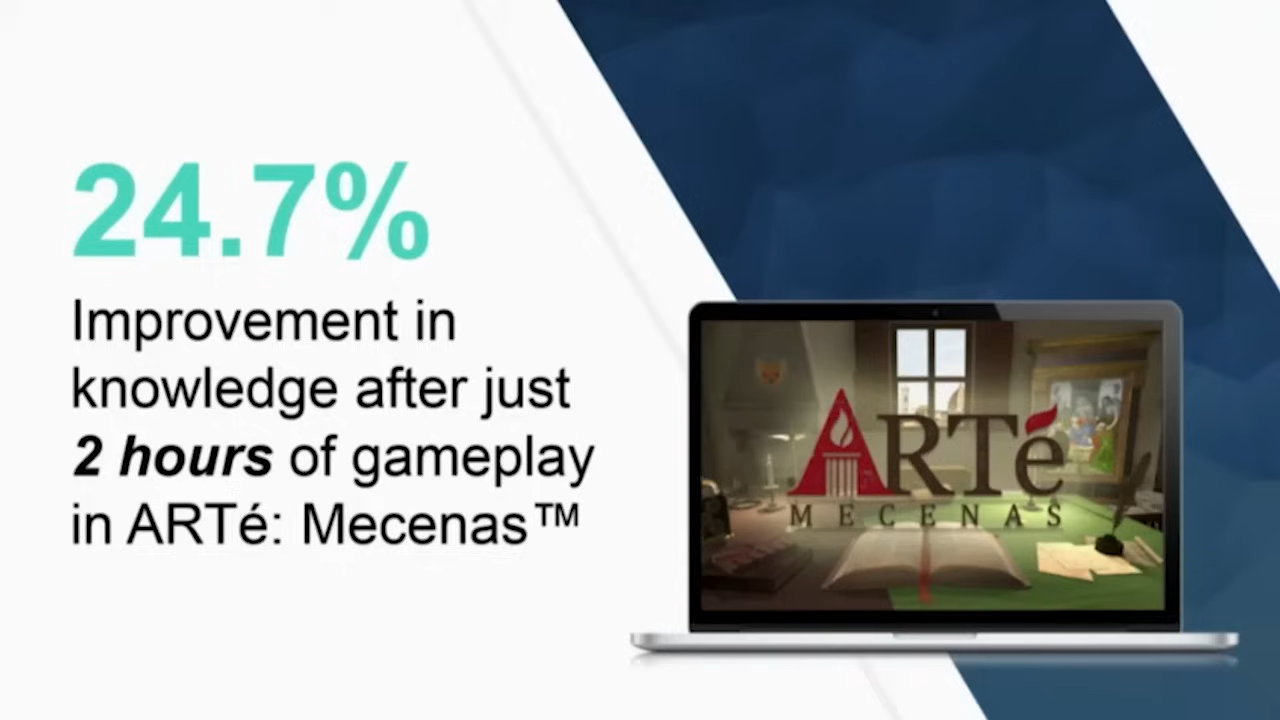 24.7%
Improvement in
knowledge after just
2 hours of gameplay
in ARTé: Mecenas™
ARTé
MECENAS